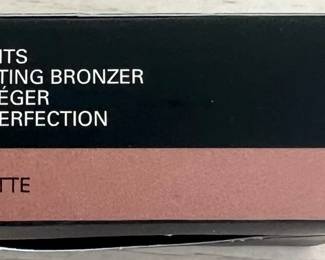 ITS
TING BRONZER
ÉGER
ERFECTION
TTE